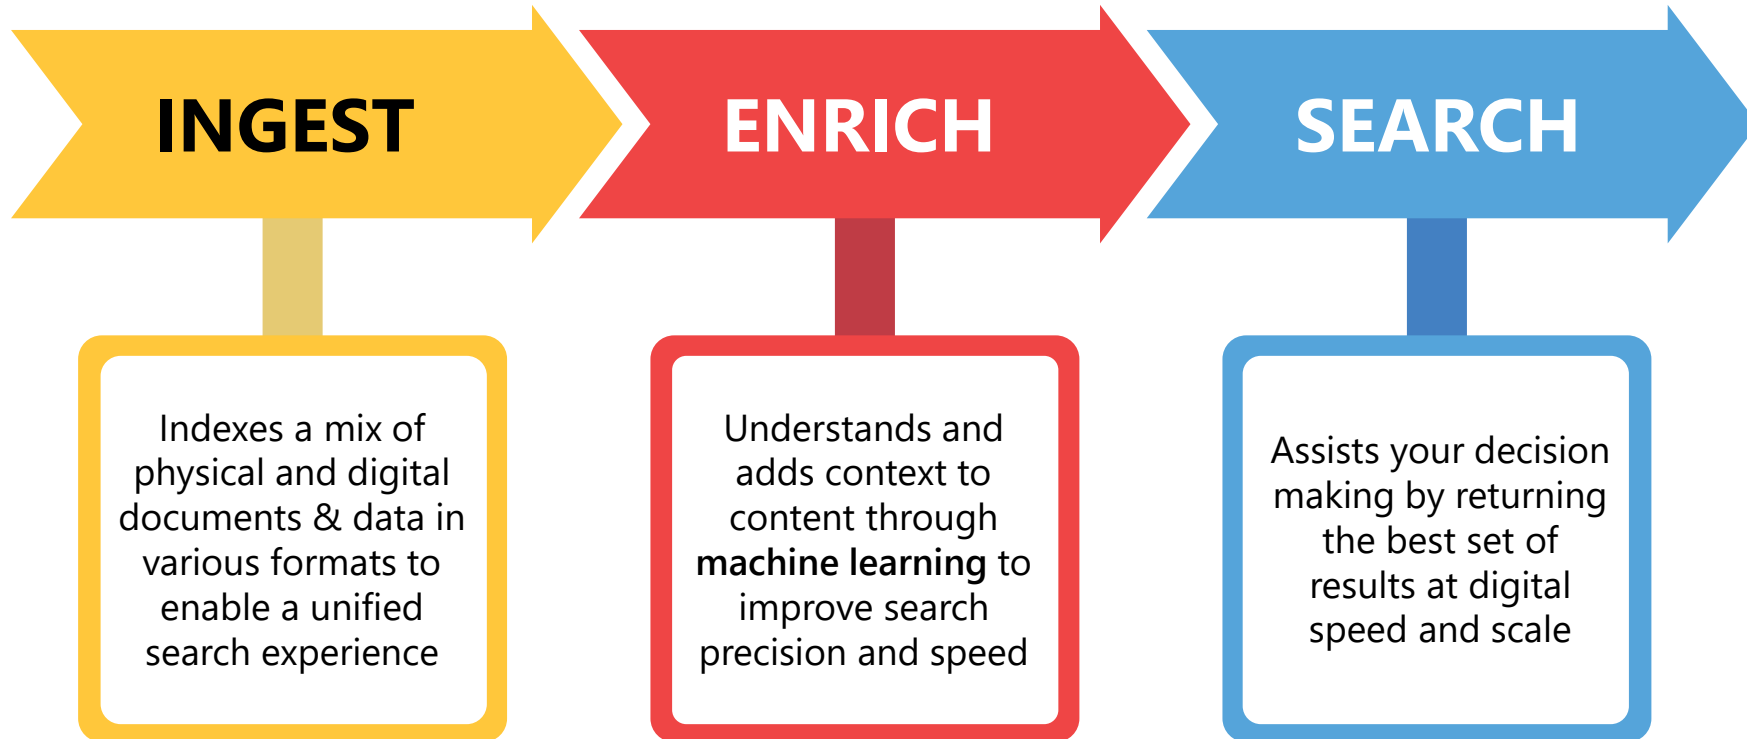 INGEST
ENRICH
SEARCH
Indexes a mix of
physical and digital
documents & data in
various formats to
enable a unified
search experience
Understands and
adds context to
content through
machine learning to
improve search
precision and speed
Assists your decision
making by returning
the best set of
results at digital
speed and scale